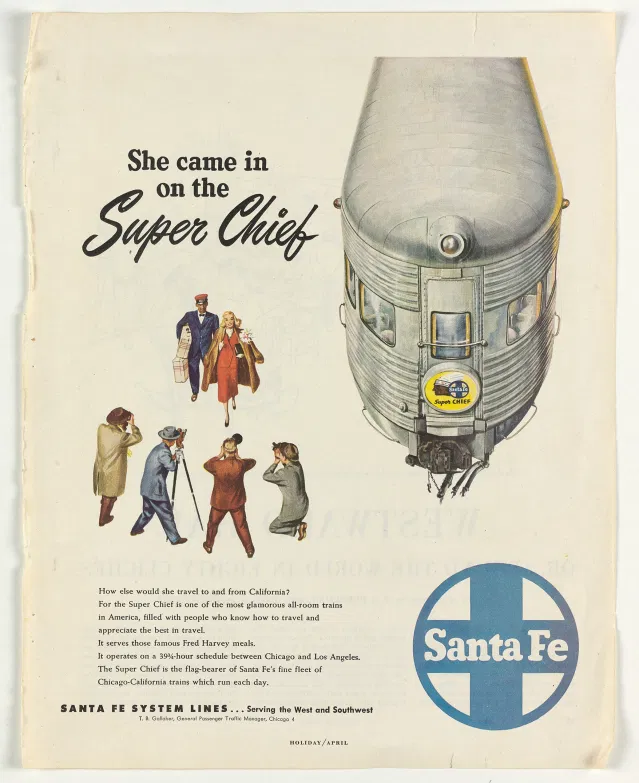 She came in
on the
Super Chief
Santa Fe
Super CHIEF
How else would she travel to and from California?
For the Super Chief is one of the most glamorous all-room trains
in America, filled with people who know how to travel and
appreciate the best in travel.
It serves those famous Fred Harvey meals.
It operates on a 39¾-hour schedule between Chicago and Los Angeles.
The Super Chief is the flag-bearer of Santa Fe's fine fleet of
Chicago-California trains which run each day.
Santa Fe
SANTA FE SYSTEM LINES ... Serving the West and Southwest
T. B. Gallaher, General Passenger Traffic Manager, Chicago 4
HOLIDAY/APRIL